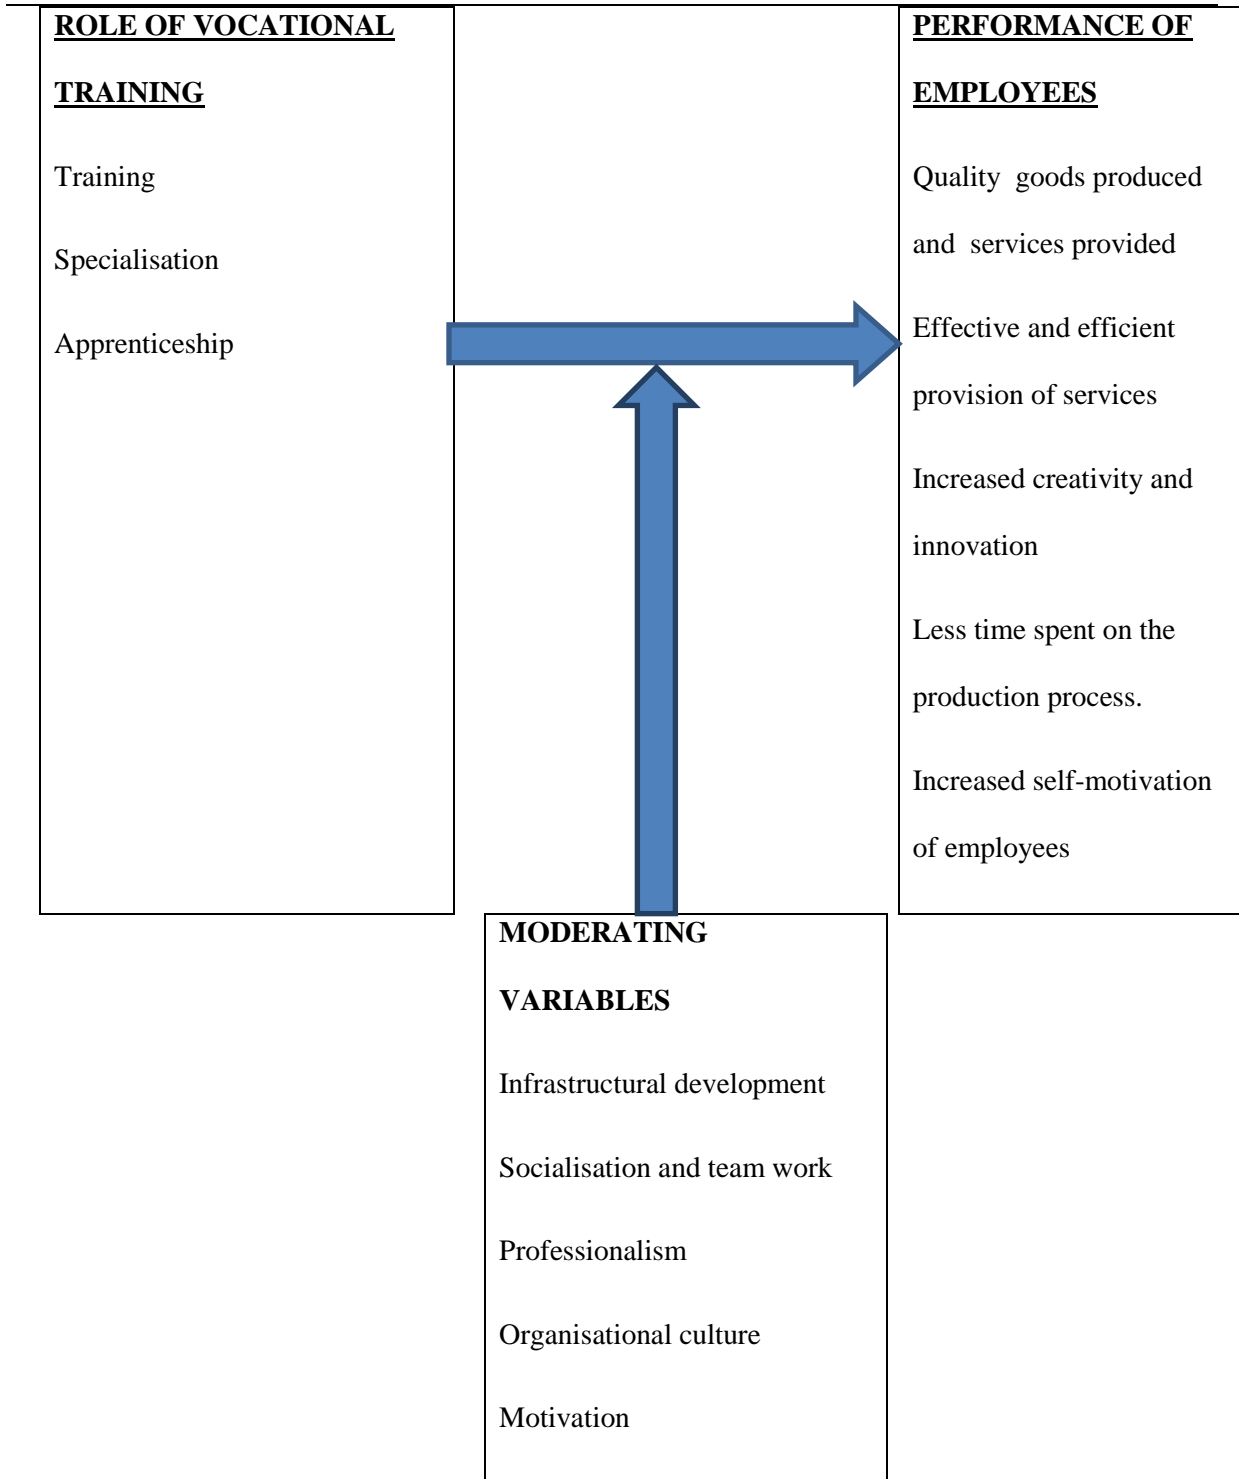 ROLE OF VOCATIONAL
TRAINING
Training
Specialisation
Apprenticeship
PERFORMANCE OF
EMPLOYEES
Quality goods produced
and services provided
Effective and efficient
provision of services
Increased creativity and
innovation
Less time spent on the
production process.
Increased self-motivation
of employees
MODERATING
VARIABLES
Infrastructural development
Socialisation and team work
Professionalism
Organisational culture
Motivation